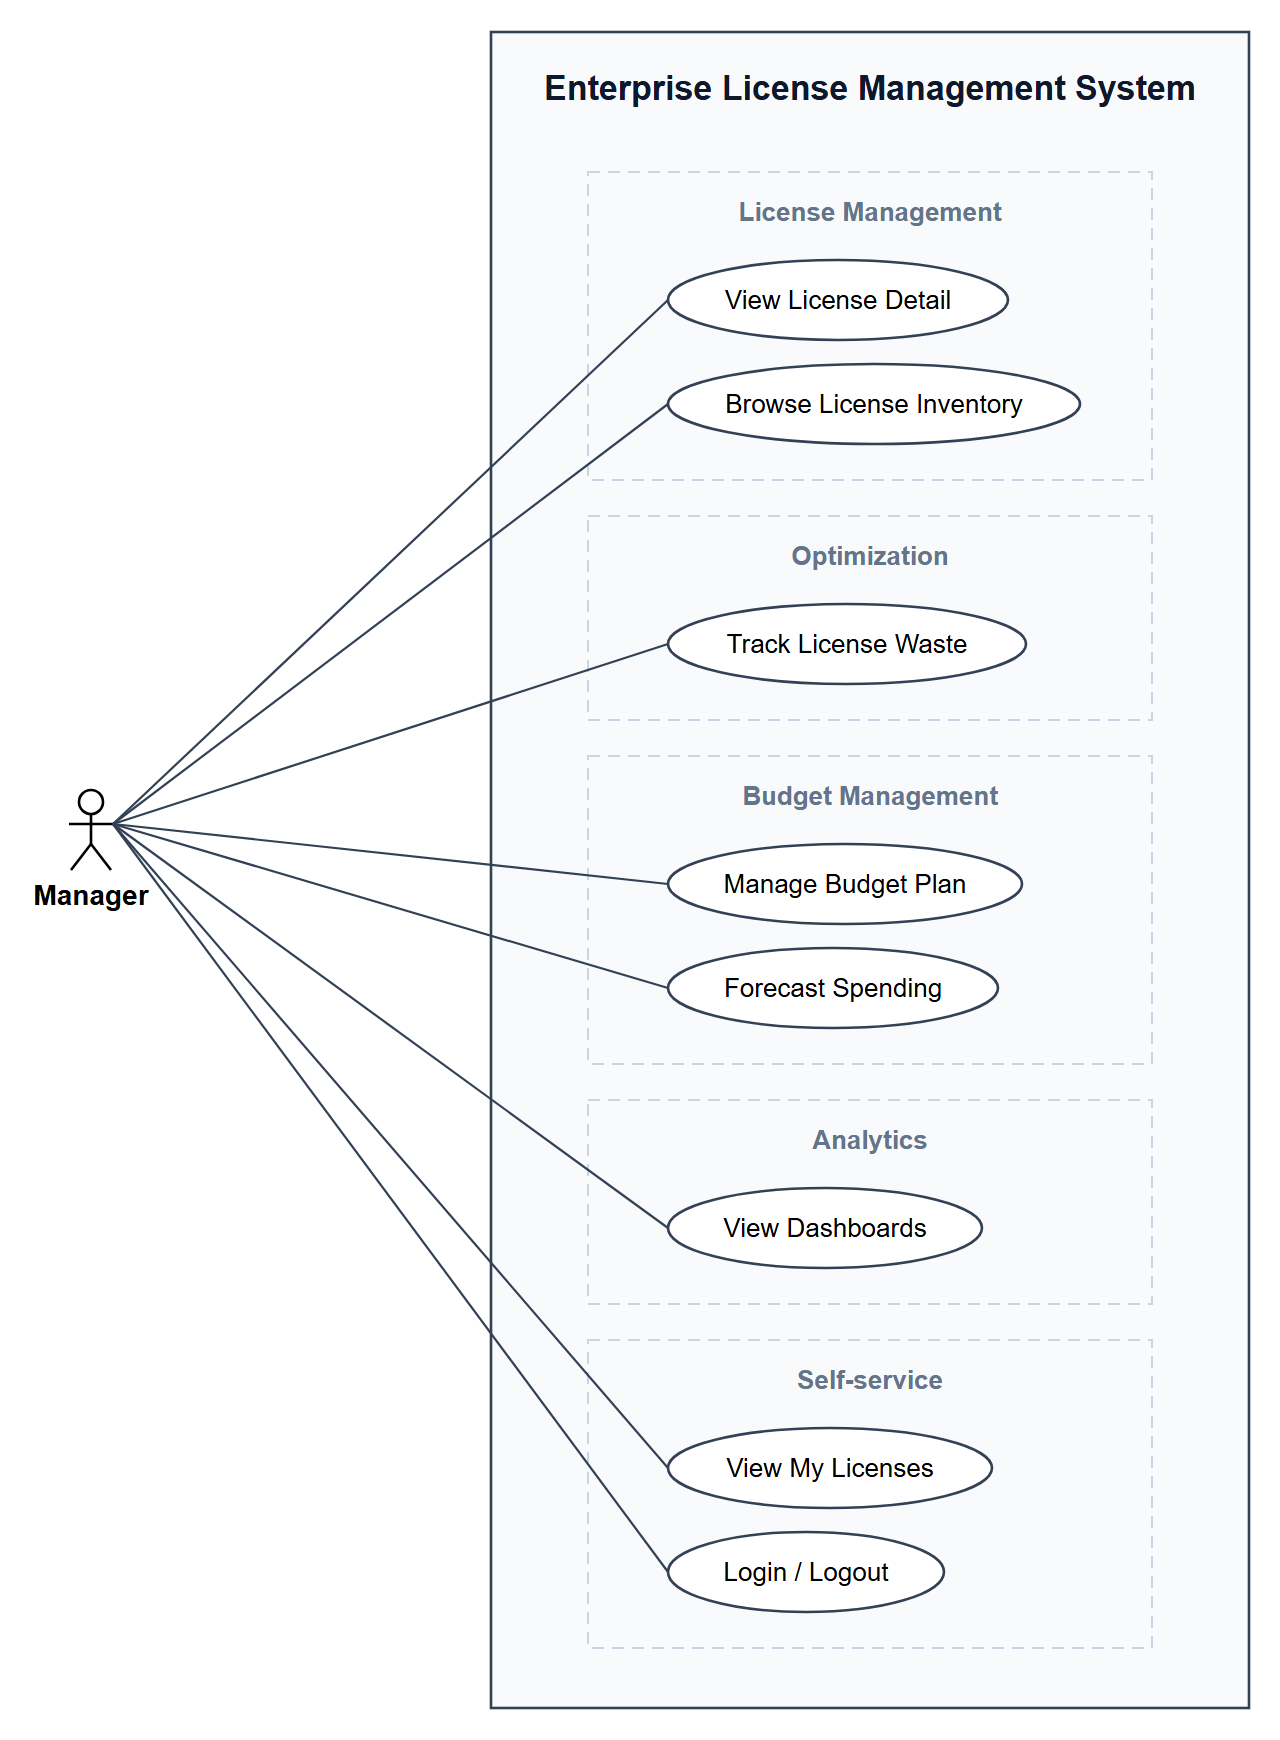 Enterprise License Management System
License Management
View License Detail
Browse License Inventory
Optimization
Track License Waste
Budget Management
Manage Budget Plan
Manager
Forecast Spending
Analytics
View Dashboards
Self-service
View My Licenses
Login / Logout